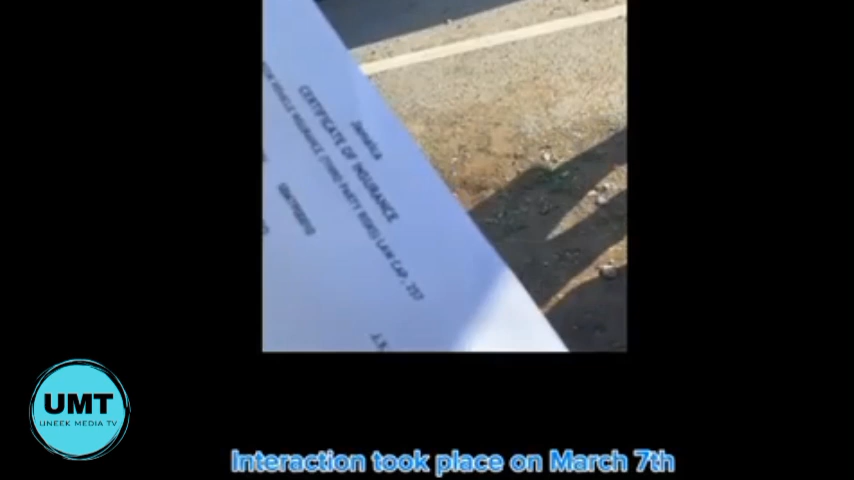 Jamaica
CERTIFICATE OF INSURANCE
VEHICLE INSURANCE (THIRD PARTY RISKS) LAW CAP. 257
UMT
UNEEK MEDIA TV
Interaction took place on March 7th